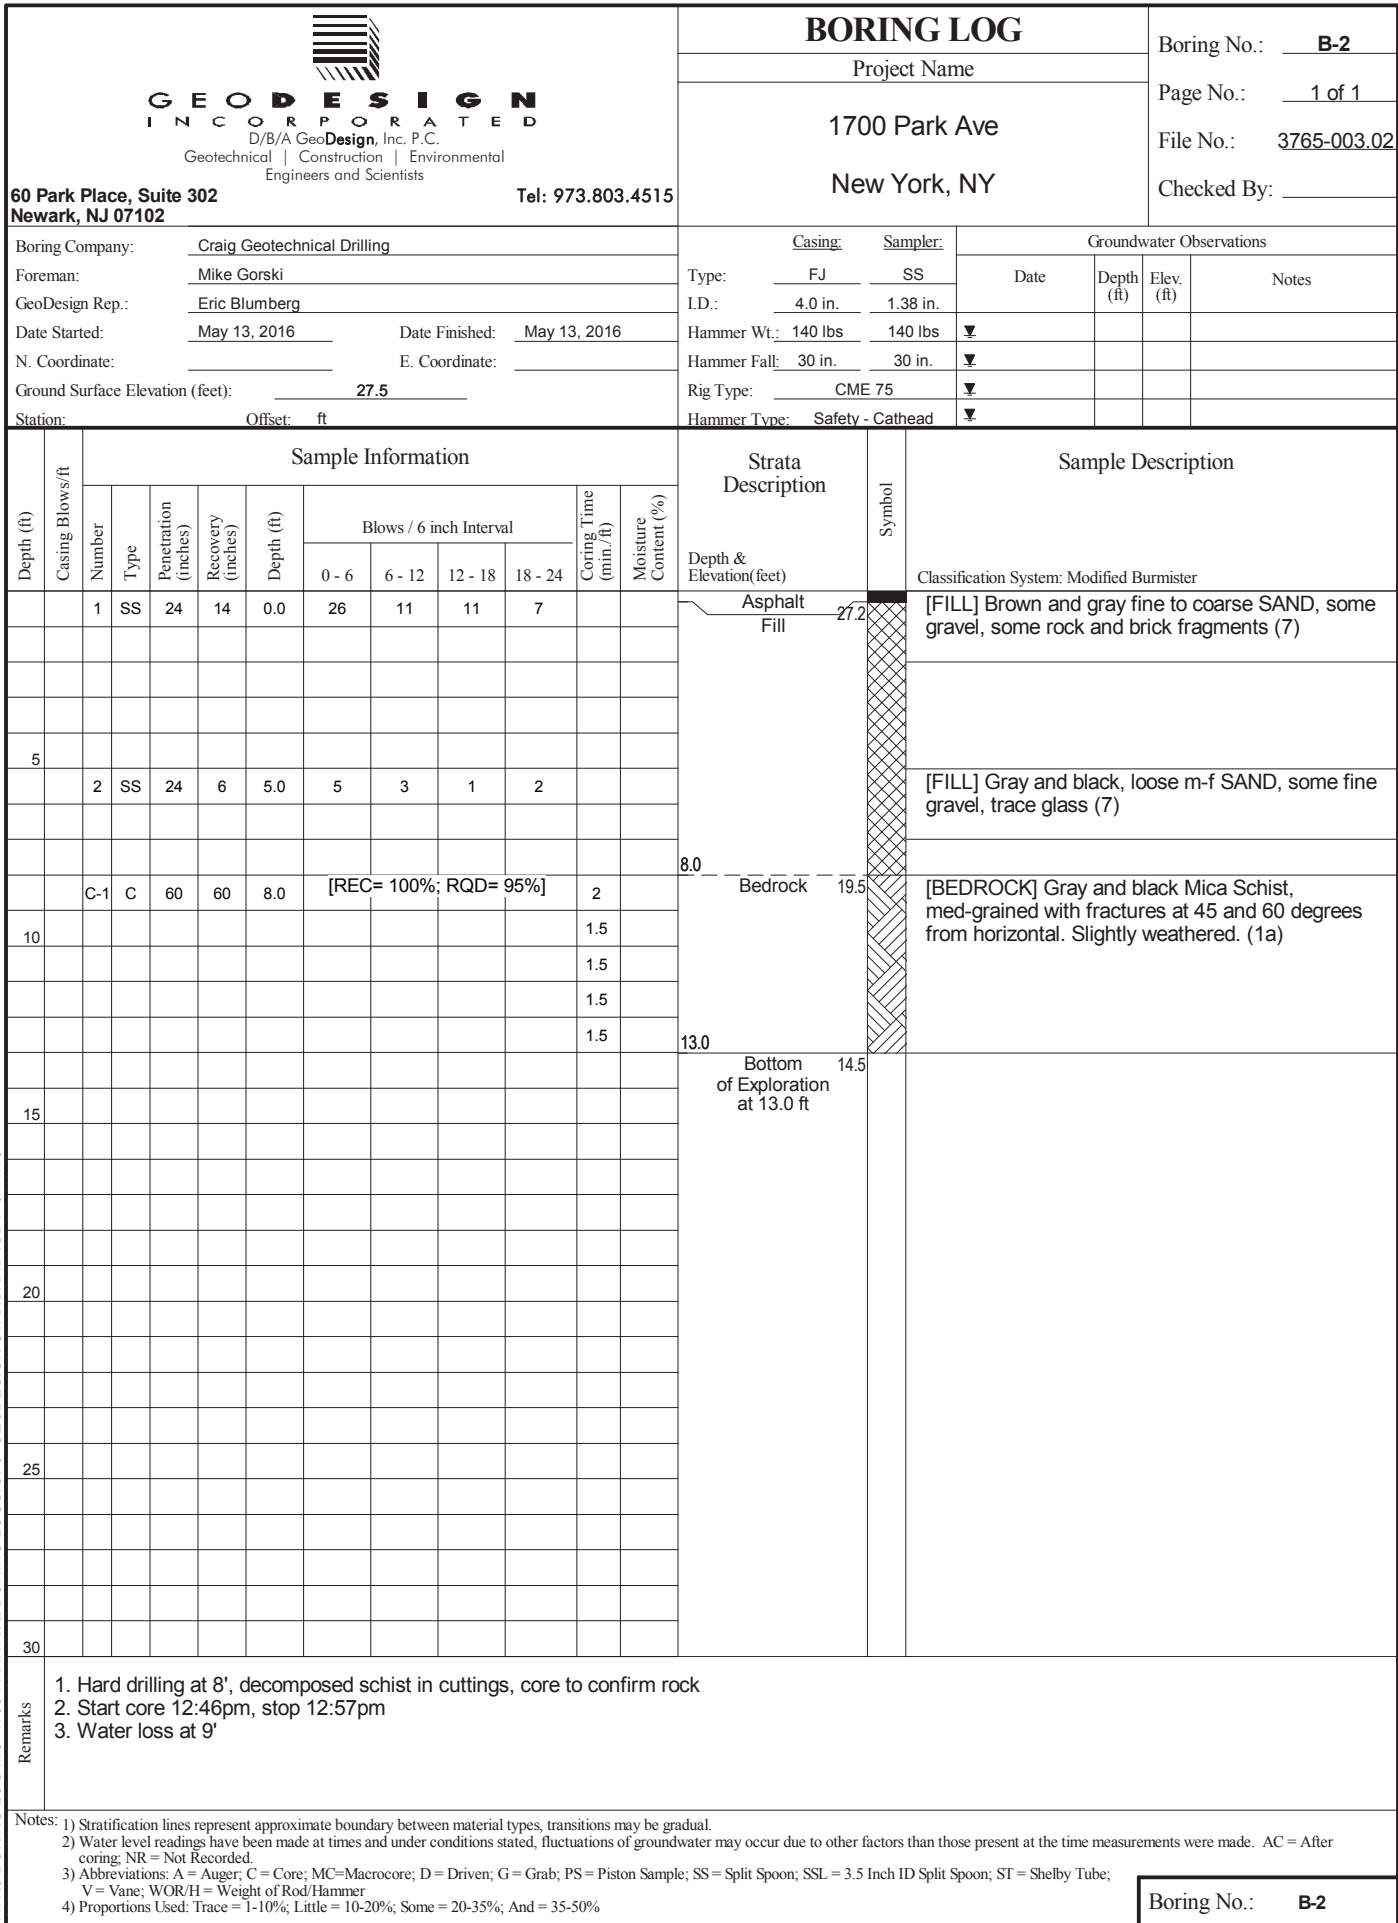 GEODESIGN
INCORPORATED
D/B/A GeoDesign, Inc. P.C.
Geotechnical | Construction | Environmental
Engineers and Scientists
60 Park Place, Suite 302
Newark, NJ 07102
Tel: 973.803.4515
BORING LOG
Project Name
1700 Park Ave
New York, NY
Boring No.: B-2
Page No.: 1 of 1
File No.: 3765-003.02
Checked By:
Boring Company: Craig Geotechnical Drilling
Foreman: Mike Gorski
GeoDesign Rep.: Eric Blumberg
Date Started: May 13, 2016 Date Finished: May 13, 2016
N. Coordinate: E. Coordinate:
Ground Surface Elevation (feet): 27.5
Station: Offset: ft
Casing: Sampler:
Type: FJ SS
I.D.: 4.0 in. 1.38 in.
Hammer Wt.: 140 lbs 140 lbs
Hammer Fall: 30 in. 30 in.
Rig Type: CME 75
Hammer Type: Safety - Cathead
Groundwater Observations
Date Depth (ft) Elev. (ft) Notes
Depth (ft)
Casing Blows/ft
Sample Information
Number
Type
Penetration (inches)
Recovery (inches)
Depth (ft)
Blows / 6 inch Interval
0 - 6 6 - 12 12 - 18 18 - 24
Coring Time (min./ft)
Moisture Content (%)
Strata Description
Depth & Elevation(feet)
Symbol
Sample Description
Classification System: Modified Burmister
1 SS 24 14 0.0 26 11 11 7
Asphalt
27.2
Fill
[FILL] Brown and gray fine to coarse SAND, some
gravel, some rock and brick fragments (7)
5
2 SS 24 6 5.0 5 3 1 2
[FILL] Gray and black, loose m-f SAND, some fine
gravel, trace glass (7)
8.0
Bedrock 19.5
C-1 C 60 60 8.0 [REC= 100%; RQD= 95%] 2
[BEDROCK] Gray and black Mica Schist,
med-grained with fractures at 45 and 60 degrees
from horizontal. Slightly weathered. (1a)
10
1.5
1.5
1.5
1.5
13.0
Bottom 14.5
of Exploration
at 13.0 ft
15
20
25
30
Remarks
1. Hard drilling at 8', decomposed schist in cuttings, core to confirm rock
2. Start core 12:46pm, stop 12:57pm
3. Water loss at 9'
Notes: 1) Stratification lines represent approximate boundary between material types, transitions may be gradual.
2) Water level readings have been made at times and under conditions stated, fluctuations of groundwater may occur due to other factors than those present at the time measurements were made. AC = After
coring; NR = Not Recorded.
3) Abbreviations: A = Auger; C = Core; MC=Macrocore; D = Driven; G = Grab; PS = Piston Sample; SS = Split Spoon; SSL = 3.5 Inch ID Split Spoon; ST = Shelby Tube;
V = Vane; WOR/H = Weight of Rod/Hammer
4) Proportions Used: Trace = 1-10%; Little = 10-20%; Some = 20-35%; And = 35-50%
Boring No.: B-2